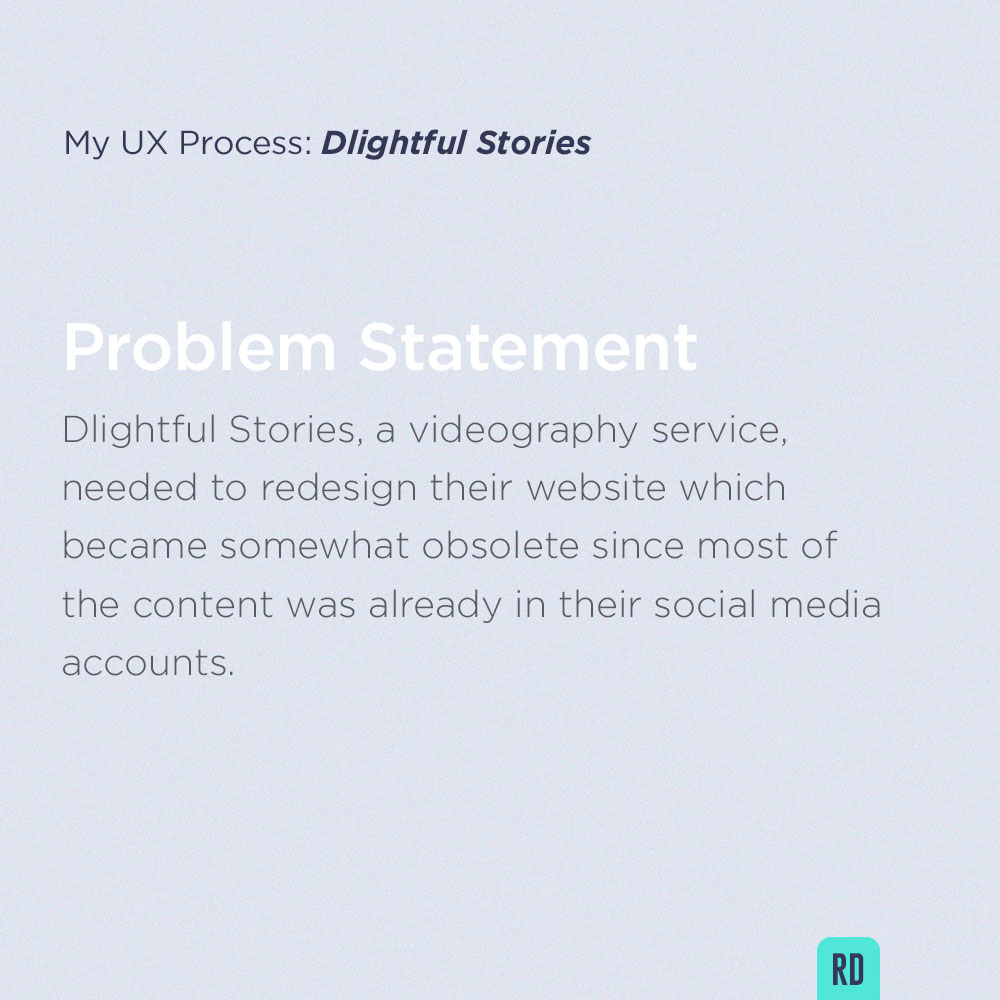 My UX Process: Dlightful Stories
Problem Statement
Dlightful Stories, a videography service,
needed to redesign their website which
became somewhat obsolete since most of
the content was already in their social media
accounts.
RD